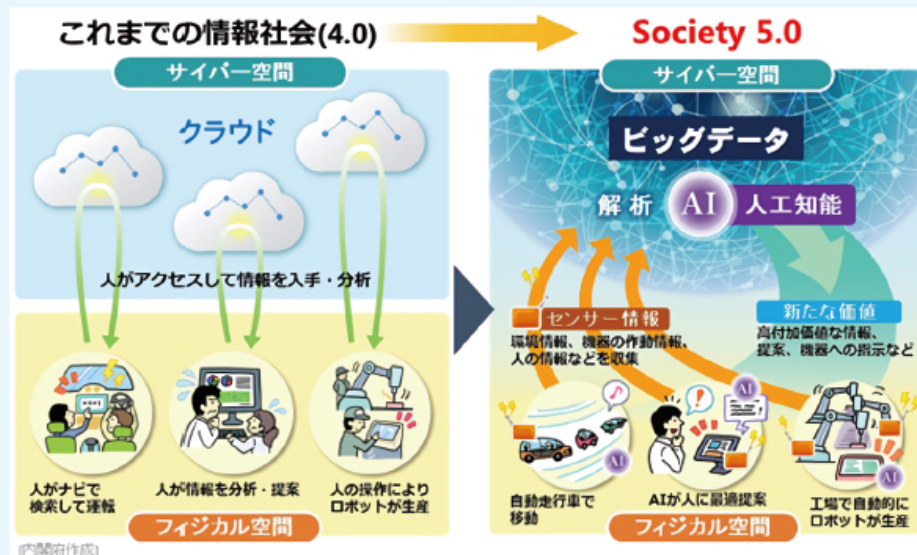 これまでの情報社会(4.0)
サイバー空間
クラウド
人がアクセスして情報を入手・分析
人がナビで
検索して運転
人が情報を分析・提案
人の操作により
ロボットが生産
フィジカル空間
[内閣府作成]
Society 5.0
サイバー空間
ビッグデータ
解析
AI
人工知能
センサー情報
環境情報、機器の作動情報、
人の情報などを収集
新たな価値
高付加価値な情報、
提案、機器への指示など
AI
自動走行車で
移動
AI
AIが人に最適提案
AI
工場で自動的に
ロボットが生産
フィジカル空間